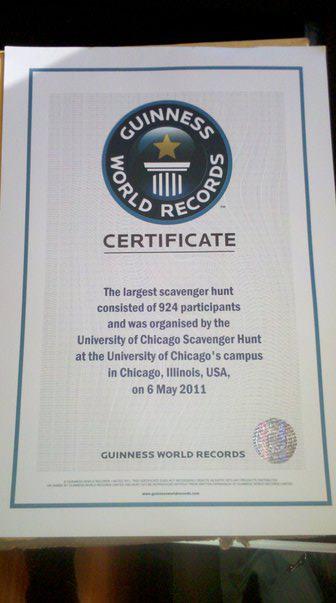 GUINNESS
WORLD RECORDS
TM
CERTIFICATE
The largest scavenger hunt
consisted of 924 participants
and was organised by the
University of Chicago Scavenger Hunt
at the University of Chicago's campus
in Chicago, Illinois, USA,
on 6 May 2011
GUINNESS WORLD RECORDS
www.guinnessworldrecords.com